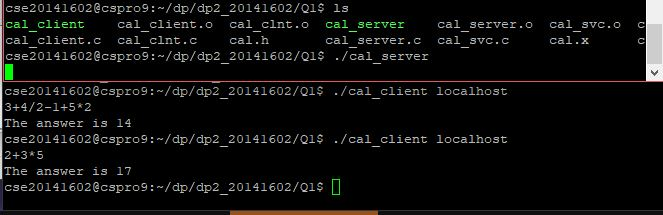 cse20141602@cspro9:~/dp/dp2_20141602/Q1$ ls
cal_client cal_client.o cal_clnt.o cal_server cal_server.o cal_svc.o c
cal_client.c cal_clnt.c cal.h cal_server.c cal_svc.c cal.x c
cse20141602@cspro9:~/dp/dp2_20141602/Q1$ ./cal_server
cse20141602@cspro9:~/dp/dp2_20141602/Q1$ ./cal_client localhost
3+4/2-1+5*2
The answer is 14
cse20141602@cspro9:~/dp/dp2_20141602/Q1$ ./cal_client localhost
2+3*5
The answer is 17
cse20141602@cspro9:~/dp/dp2_20141602/Q1$